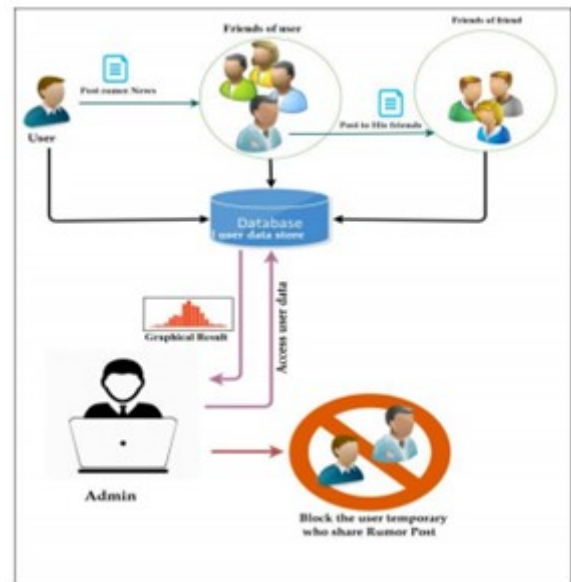 Friends of user
Friends of friend
Post rumor News
User
Post to His friends
Database
l user data store
Graphical Result
Access user data
Admin
Block the user temporary
who share Rumor Post